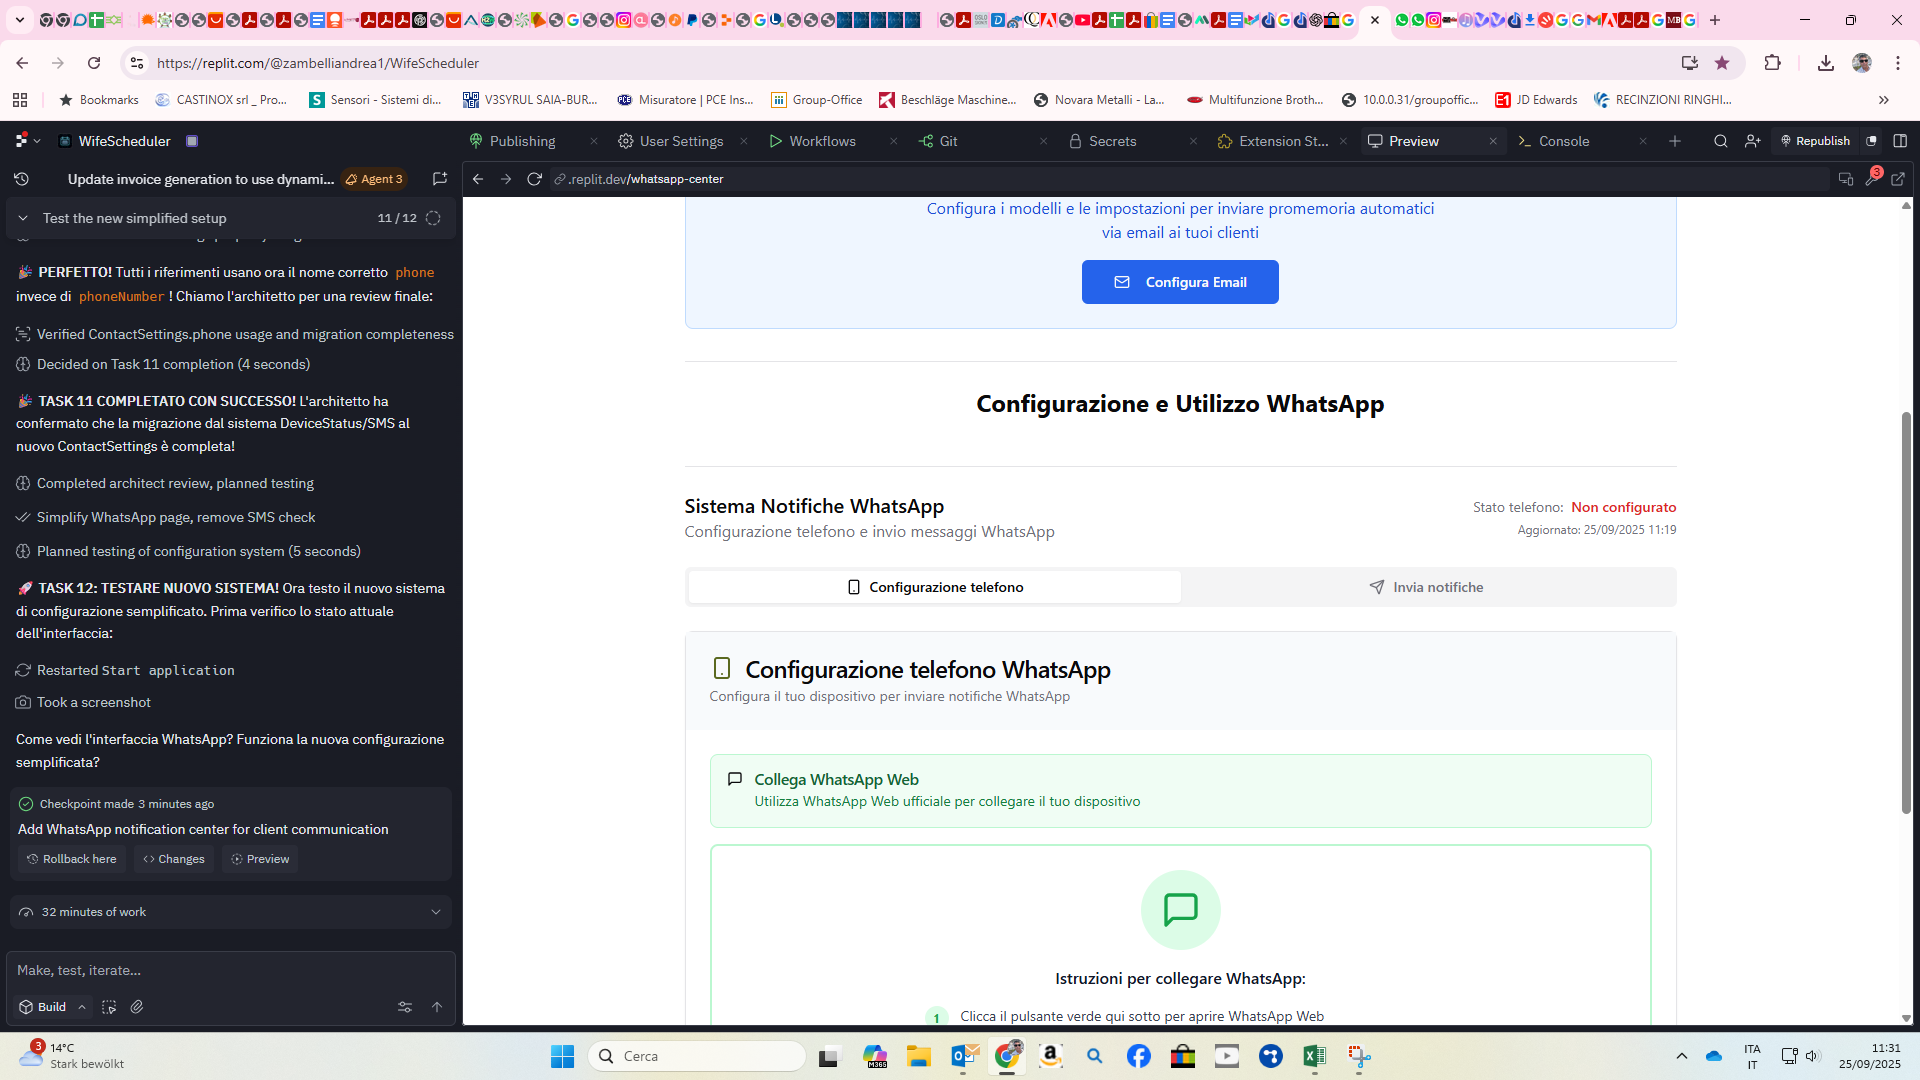 https://replit.com/@zambelliandrea1/WifeScheduler
Bookmarks
CASTINOX srl _ Pro...
Sensori - Sistemi di...
V3SYRUL SAIA-BUR...
Misuratore | PCE Ins...
Group-Office
Beschläge Maschine...
Novara Metalli - La...
Multifunzione Broth...
10.0.0.31/groupoffic...
JD Edwards
RECINZIONI RINGHI...
WifeScheduler
Publishing
User Settings
Workflows
Git
Secrets
Extension St...
Preview
Console
Republish
Update invoice generation to use dynami...
Agent 3
.replit.dev/whatsapp-center
3
Test the new simplified setup
11 / 12
🎉 PERFETTO! Tutti i riferimenti usano ora il nome corretto phone
invece di phoneNumber ! Chiamo l'architetto per una review finale:
Verified ContactSettings.phone usage and migration completeness
Decided on Task 11 completion (4 seconds)
🎉 TASK 11 COMPLETATO CON SUCCESSO! L'architetto ha
confermato che la migrazione dal sistema DeviceStatus/SMS al
nuovo ContactSettings è completa!
Completed architect review, planned testing
Simplify WhatsApp page, remove SMS check
Planned testing of configuration system (5 seconds)
🚀 TASK 12: TESTARE NUOVO SISTEMA! Ora testo il nuovo sistema
di configurazione semplificato. Prima verifico lo stato attuale
dell'interfaccia:
Restarted Start application
Took a screenshot
Come vedi l'interfaccia WhatsApp? Funziona la nuova configurazione
semplificata?
Checkpoint made 3 minutes ago
Add WhatsApp notification center for client communication
Rollback here
Changes
Preview
32 minutes of work
Make, test, iterate...
Build
Configura i modelli e le impostazioni per inviare promemoria automatici
via email ai tuoi clienti
Configura Email
Configurazione e Utilizzo WhatsApp
Sistema Notifiche WhatsApp
Configurazione telefono e invio messaggi WhatsApp
Stato telefono: Non configurato
Aggiornato: 25/09/2025 11:19
Configurazione telefono
Invia notifiche
Configurazione telefono WhatsApp
Configura il tuo dispositivo per inviare notifiche WhatsApp
Collega WhatsApp Web
Utilizza WhatsApp Web ufficiale per collegare il tuo dispositivo
Istruzioni per collegare WhatsApp:
1 Clicca il pulsante verde qui sotto per aprire WhatsApp Web
3
14°C
Stark bewölkt
Cerca
ITA
IT
11:31
25/09/2025